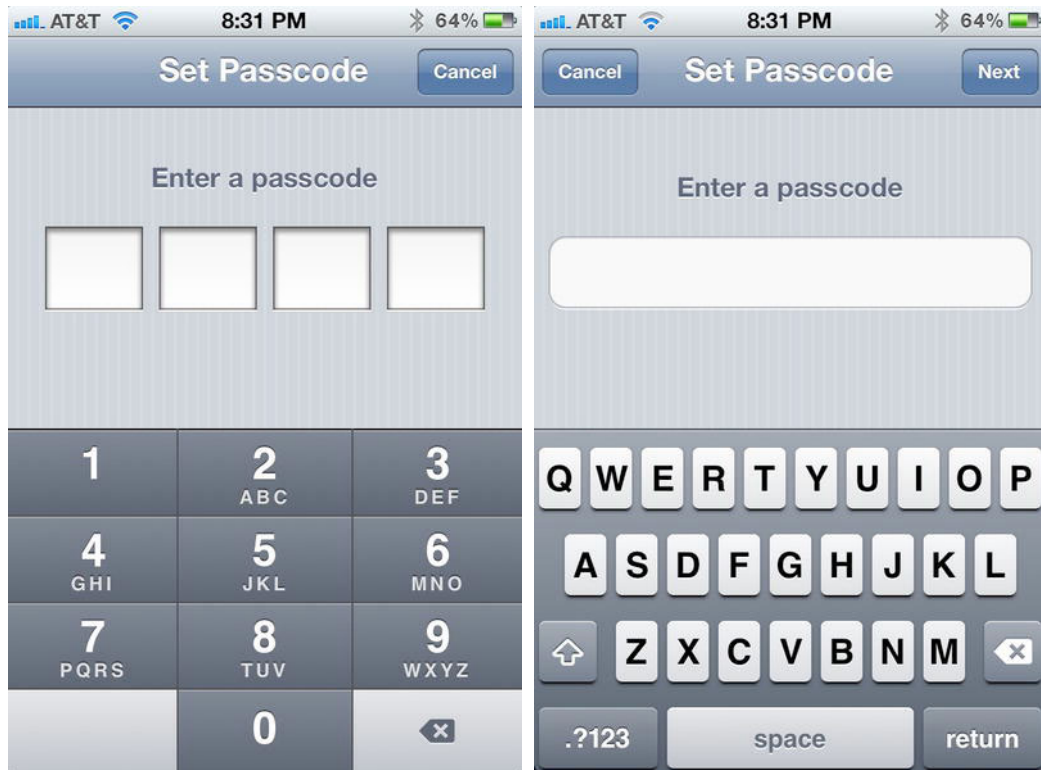 AT&T 8:31 PM 64%
Set Passcode Cancel
Enter a passcode
1 2 3
ABC DEF
4 5 6
GHI JKL MNO
7 8 9
PQRS TUV WXYZ
0
AT&T 8:31 PM 64%
Cancel Set Passcode Next
Enter a passcode
Q W E R T Y U I O P
A S D F G H J K L
Z X C V B N M
.?123 space return